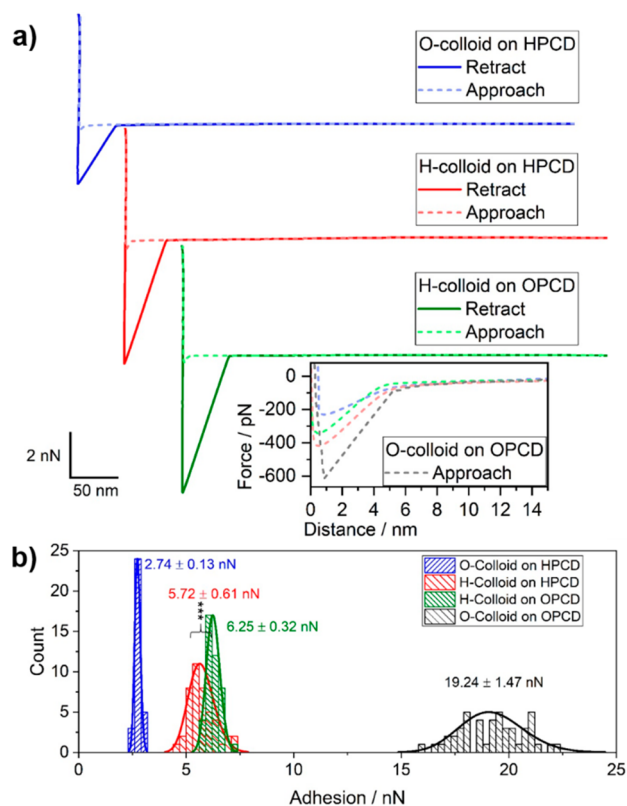 a)
O-colloid on HPCD
Retract
Approach
H-colloid on HPCD
Retract
Approach
H-colloid on OPCD
Retract
Approach
2 nN
50 nm
0
-200
-400
-600
Force / pN
O-colloid on OPCD
Approach
0 2 4 6 8 10 12 14
Distance / nm
b)
25
20
15
10
5
0
Count
2.74 ± 0.13 nN
5.72 ± 0.61 nN
***
6.25 ± 0.32 nN
19.24 ± 1.47 nN
O-Colloid on HPCD
H-Colloid on HPCD
H-Colloid on OPCD
O-Colloid on OPCD
0 5 10 15 20 25
Adhesion / nN